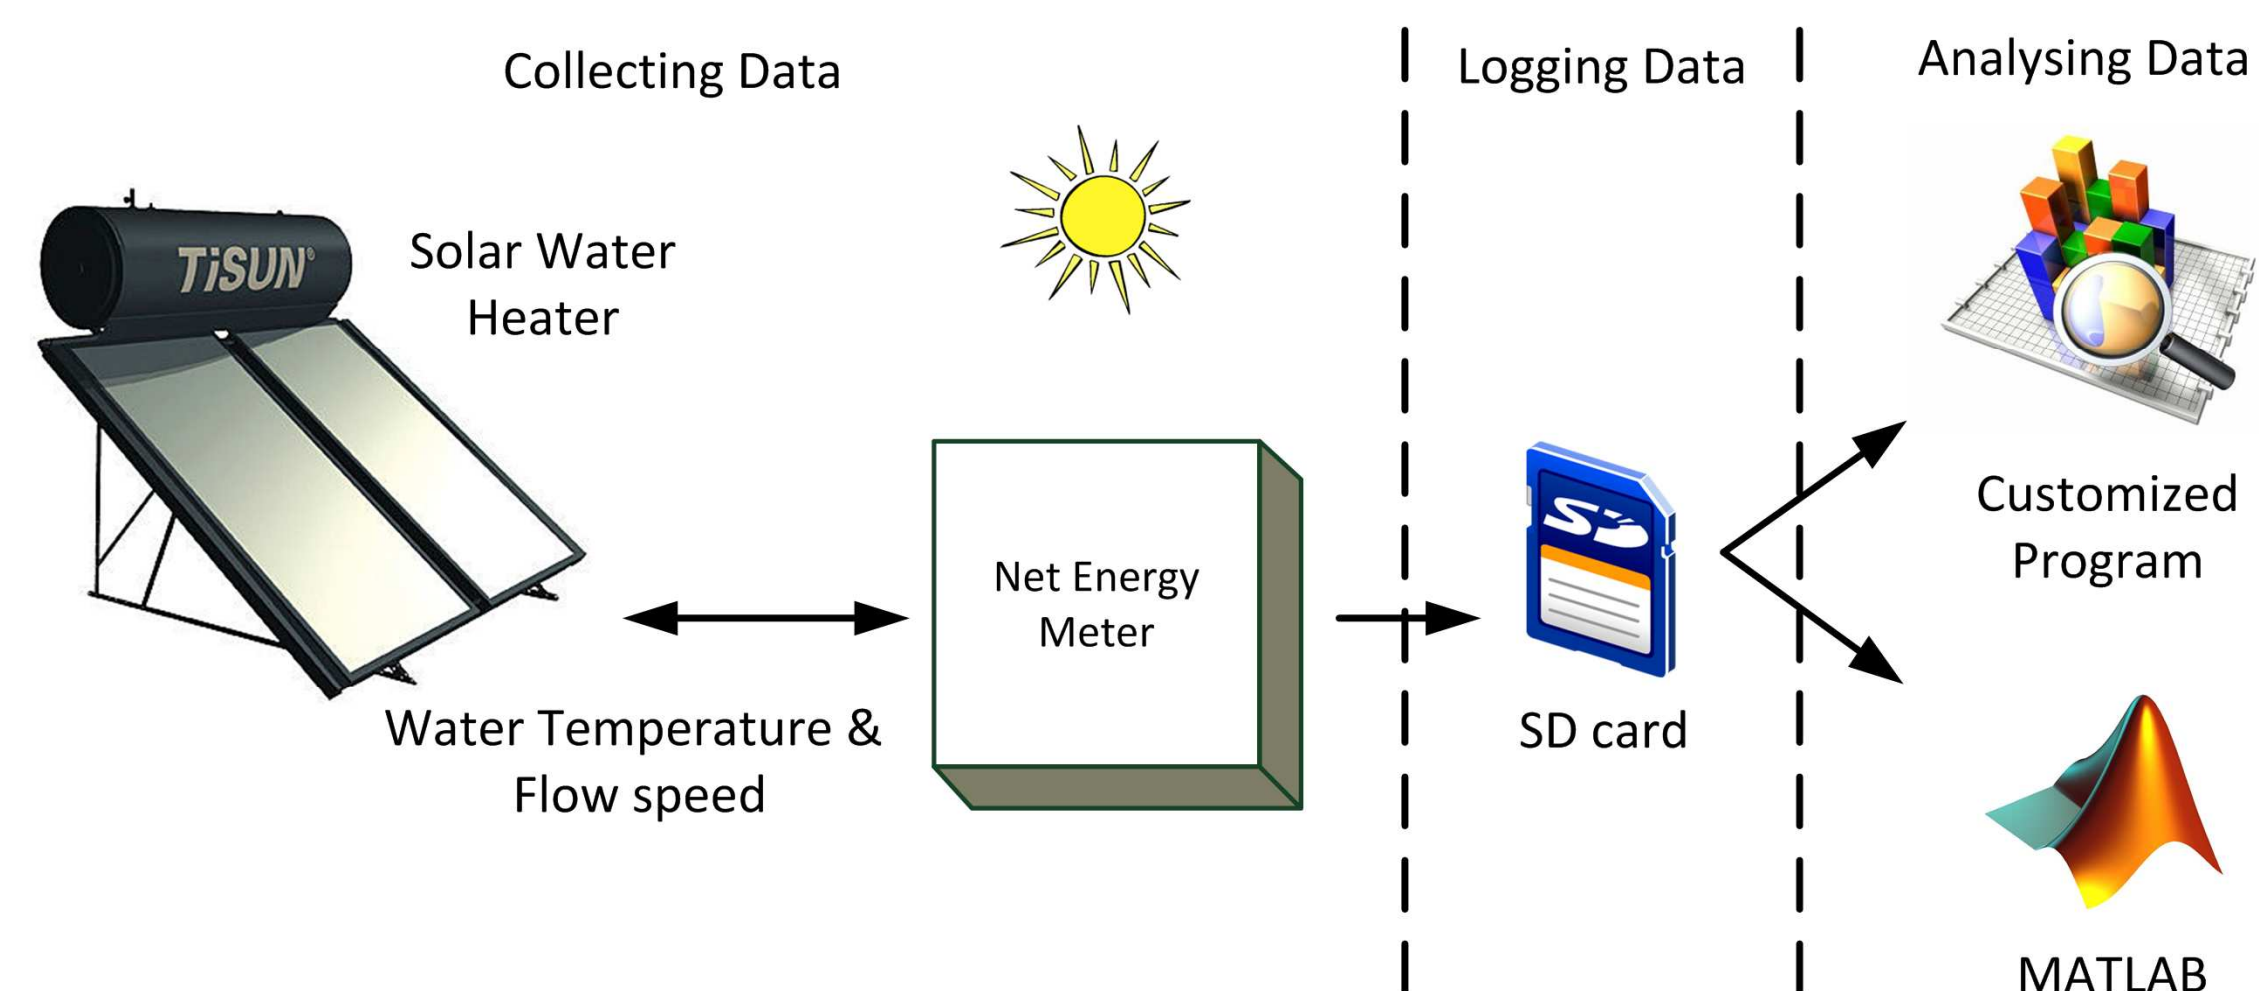 Collecting Data
Logging Data
Analysing Data
TiSUN®
Solar Water
Heater
Net Energy
Meter
Water Temperature &
Flow speed
SD
SD card
Customized
Program
MATLAB